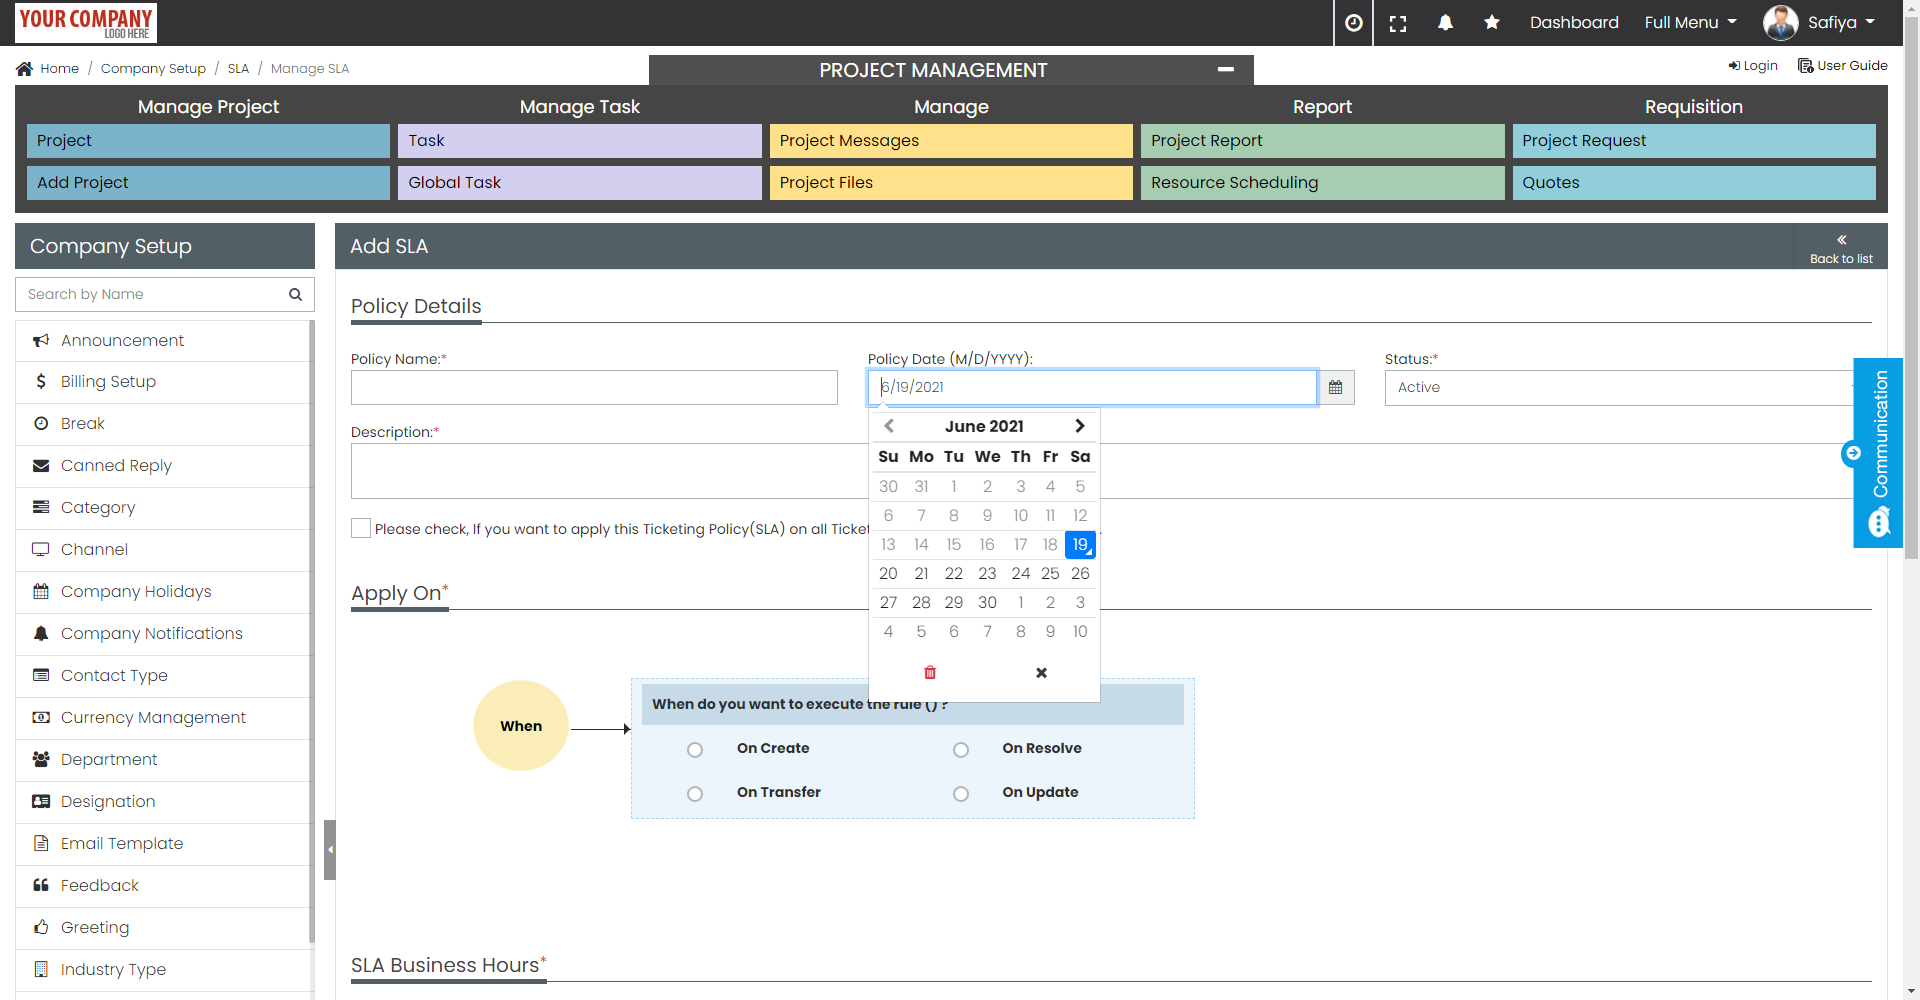 YOUR COMPANY
LOGO HERE
Dashboard
Full Menu
Safiya
Home / Company Setup / SLA / Manage SLA
PROJECT MANAGEMENT
Login
User Guide
Manage Project
Manage Task
Manage
Report
Requisition
Project
Task
Project Messages
Project Report
Project Request
Add Project
Global Task
Project Files
Resource Scheduling
Quotes
Company Setup
Search by Name
Announcement
Billing Setup
Break
Canned Reply
Category
Channel
Company Holidays
Company Notifications
Contact Type
Currency Management
Department
Designation
Email Template
Feedback
Greeting
Industry Type
Add SLA
Back to list
Policy Details
Policy Name:*
Policy Date (M/D/YYYY):
6/19/2021
Status:*
Active
Description:*
June 2021
Su Mo Tu We Th Fr Sa
30 31 1 2 3 4 5
6 7 8 9 10 11 12
13 14 15 16 17 18 19
20 21 22 23 24 25 26
27 28 29 30 1 2 3
4 5 6 7 8 9 10
Please check, If you want to apply this Ticketing Policy(SLA) on all Ticke
Apply On*
When
When do you want to execute the rule () ?
On Create
On Resolve
On Transfer
On Update
SLA Business Hours*
Communication